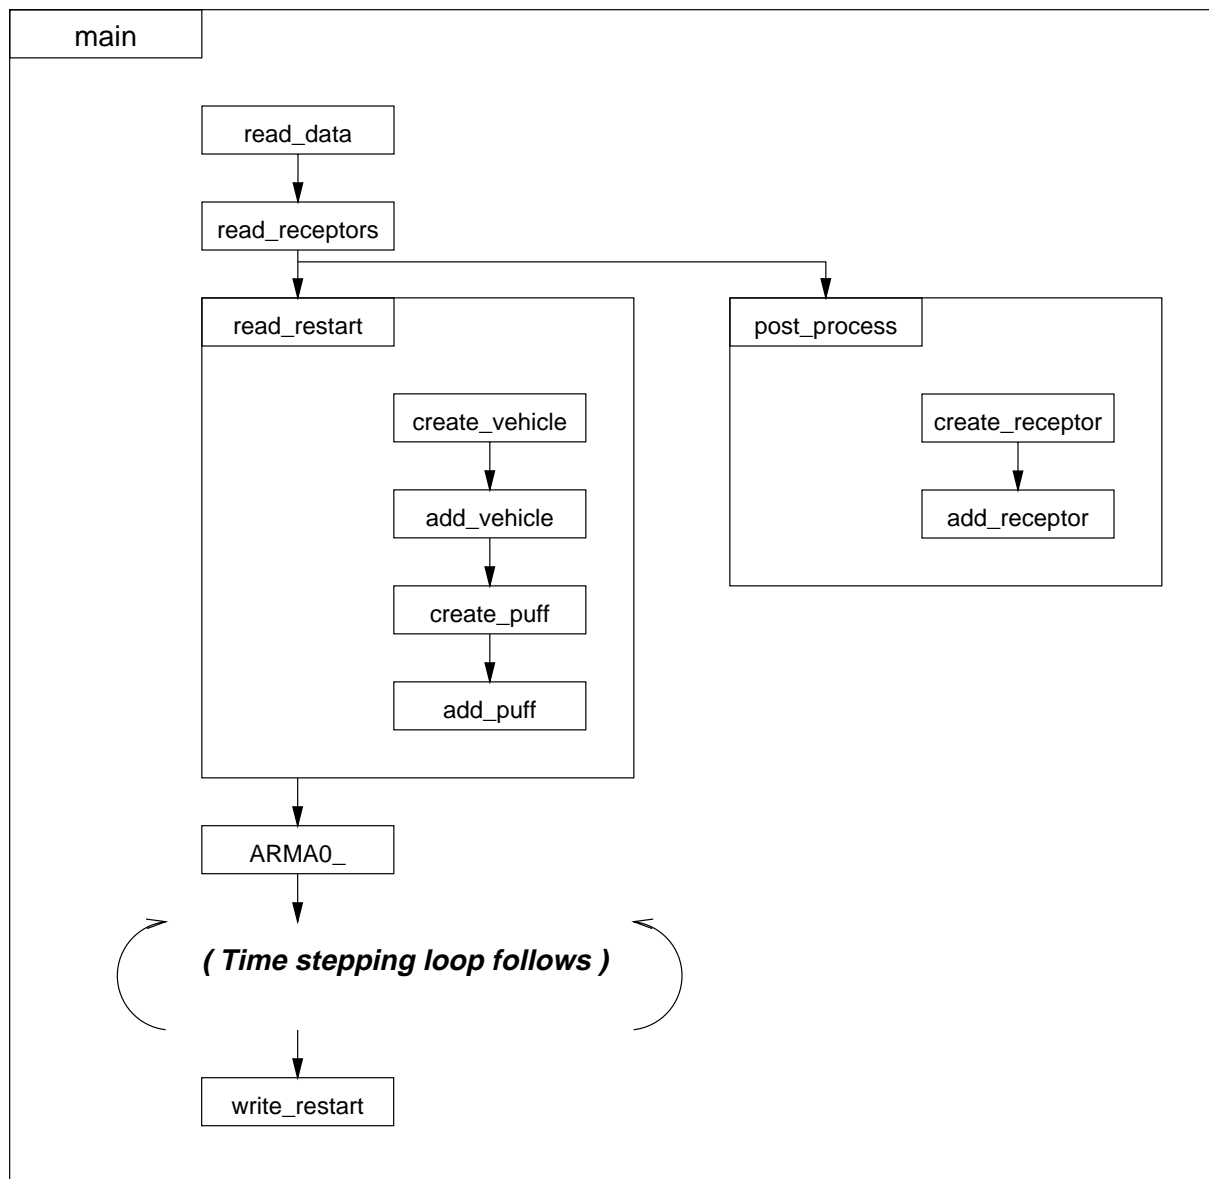 main
read_data
read_receptors
read_restart
post_process
create_vehicle
create_receptor
add_vehicle
add_receptor
create_puff
add_puff
ARMA0_
( Time stepping loop follows )
write_restart